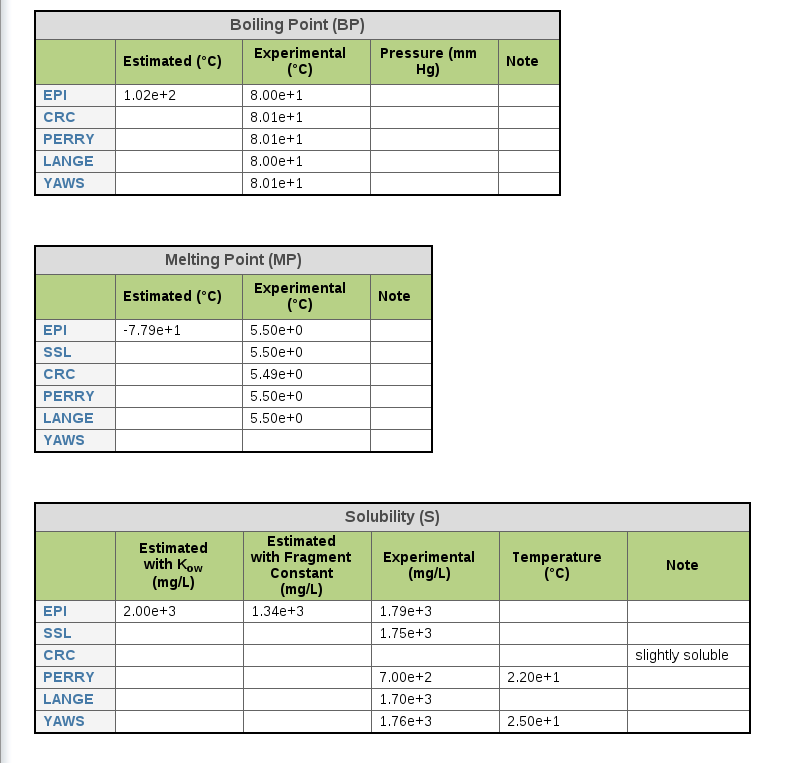 Boiling Point (BP)
Estimated (°C) Experimental (°C) Pressure (mm Hg) Note
EPI 1.02e+2 8.00e+1
CRC 8.01e+1
PERRY 8.01e+1
LANGE 8.00e+1
YAWS 8.01e+1
Melting Point (MP)
Estimated (°C) Experimental (°C) Note
EPI -7.79e+1 5.50e+0
SSL 5.50e+0
CRC 5.49e+0
PERRY 5.50e+0
LANGE 5.50e+0
YAWS
Solubility (S)
Estimated with Kow (mg/L) Estimated with Fragment Constant (mg/L) Experimental (mg/L) Temperature (°C) Note
EPI 2.00e+3 1.34e+3 1.79e+3
SSL 1.75e+3
CRC slightly soluble
PERRY 7.00e+2 2.20e+1
LANGE 1.70e+3
YAWS 1.76e+3 2.50e+1